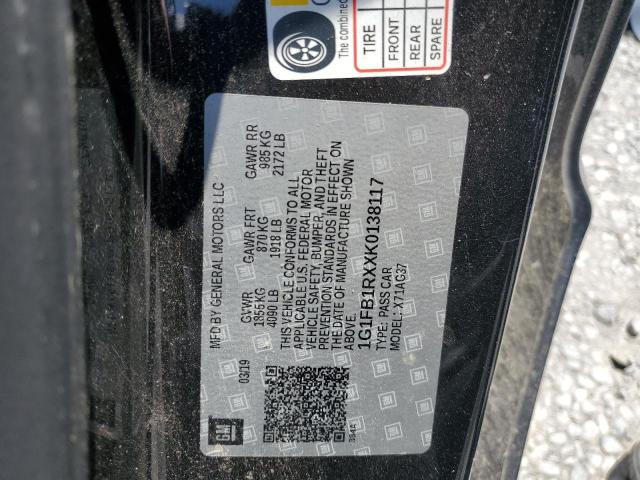 The combined
TIRE
FRONT
REAR
SPARE
MFD BY GENERAL MOTORS LLC
03/19
GVWR
1855 KG
4090 LB
GAWR FRT
870 KG
1918 LB
GAWR RR
985 KG
2172 LB
THIS VEHICLE CONFORMS TO ALL
APPLICABLE U.S. FEDERAL MOTOR
VEHICLE SAFETY, BUMPER, AND THEFT
PREVENTION STANDARDS IN EFFECT ON
THE DATE OF MANUFACTURE SHOWN
ABOVE.
1G1FB1RXXK0138117
TYPE: PASS CAR
MODEL: X71AG37
GM